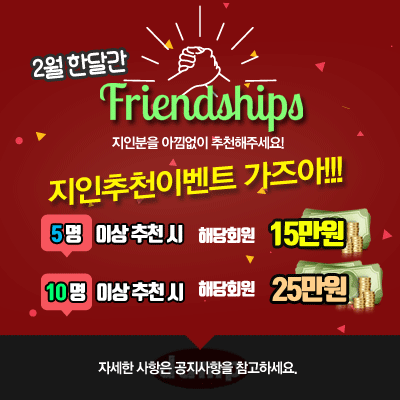 2월 한달간
Friendships
지인분을 아낌없이 추천해주세요!
지인추천이벤트 가즈아!!!
5명 이상 추천 시 해당회원 15만원
10명 이상 추천 시 해당회원 25만원
자세한 사항은 공지사항을 참고하세요.